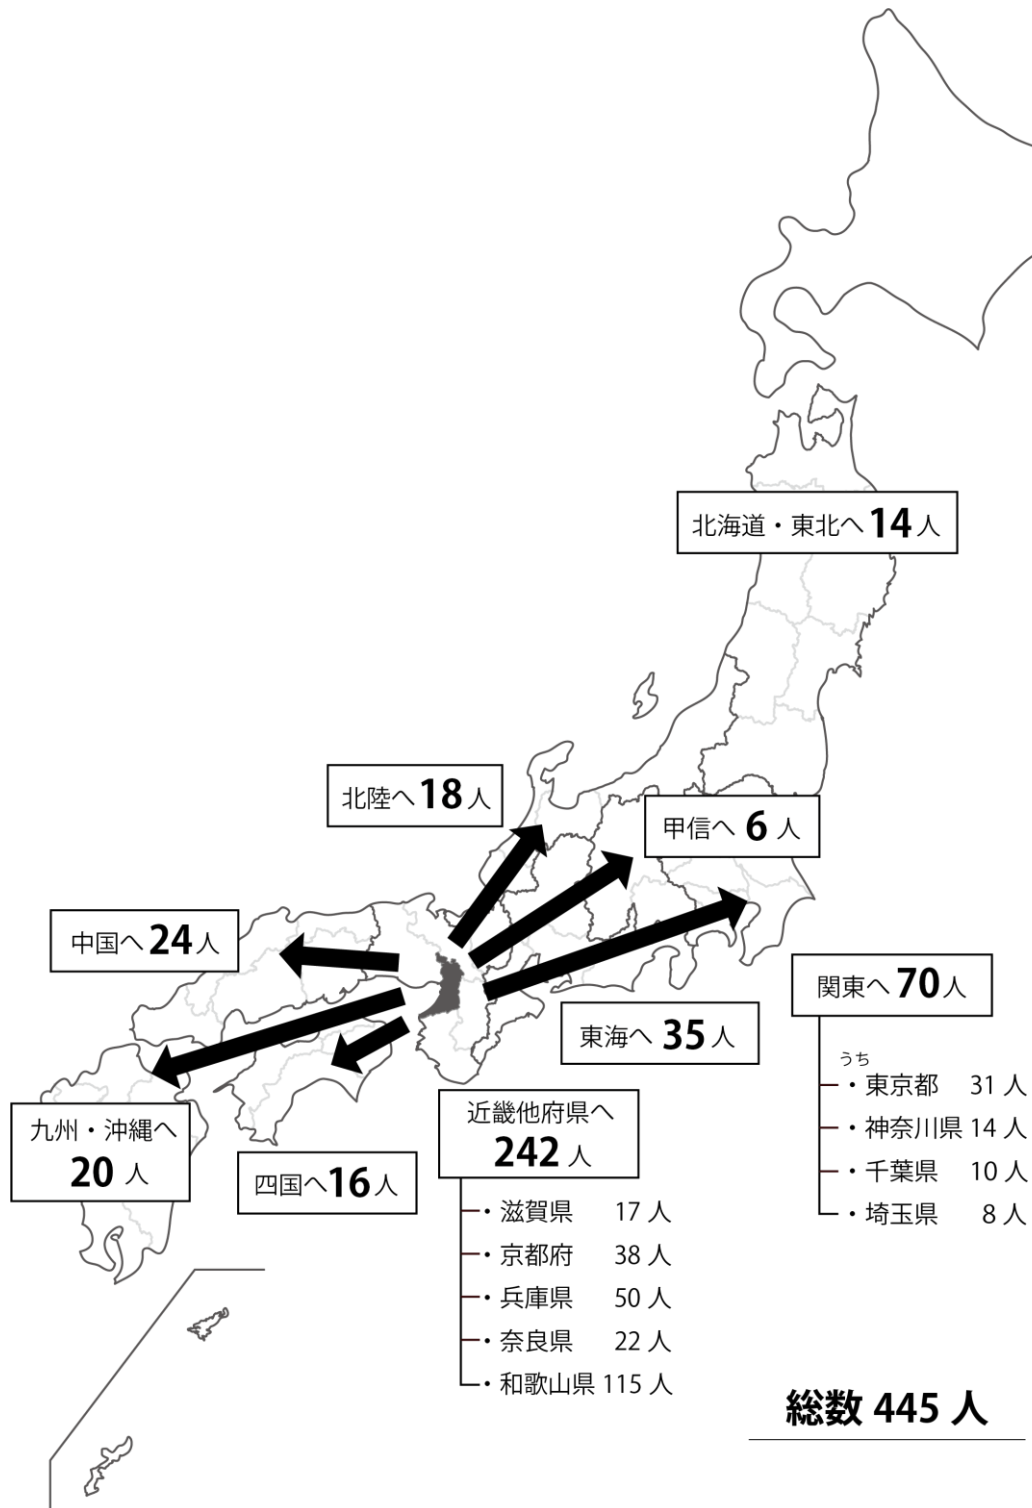 北海道・東北へ 14 人
北陸へ 18 人
甲信へ 6 人
中国へ 24 人
関東へ 70 人
うち
・東京都 31 人
・神奈川県 14 人
・千葉県 10 人
・埼玉県 8 人
東海へ 35 人
近畿他府県へ
242 人
・滋賀県 17 人
・京都府 38 人
・兵庫県 50 人
・奈良県 22 人
・和歌山県 115 人
九州・沖縄へ
20 人
四国へ 16 人
総数 445 人